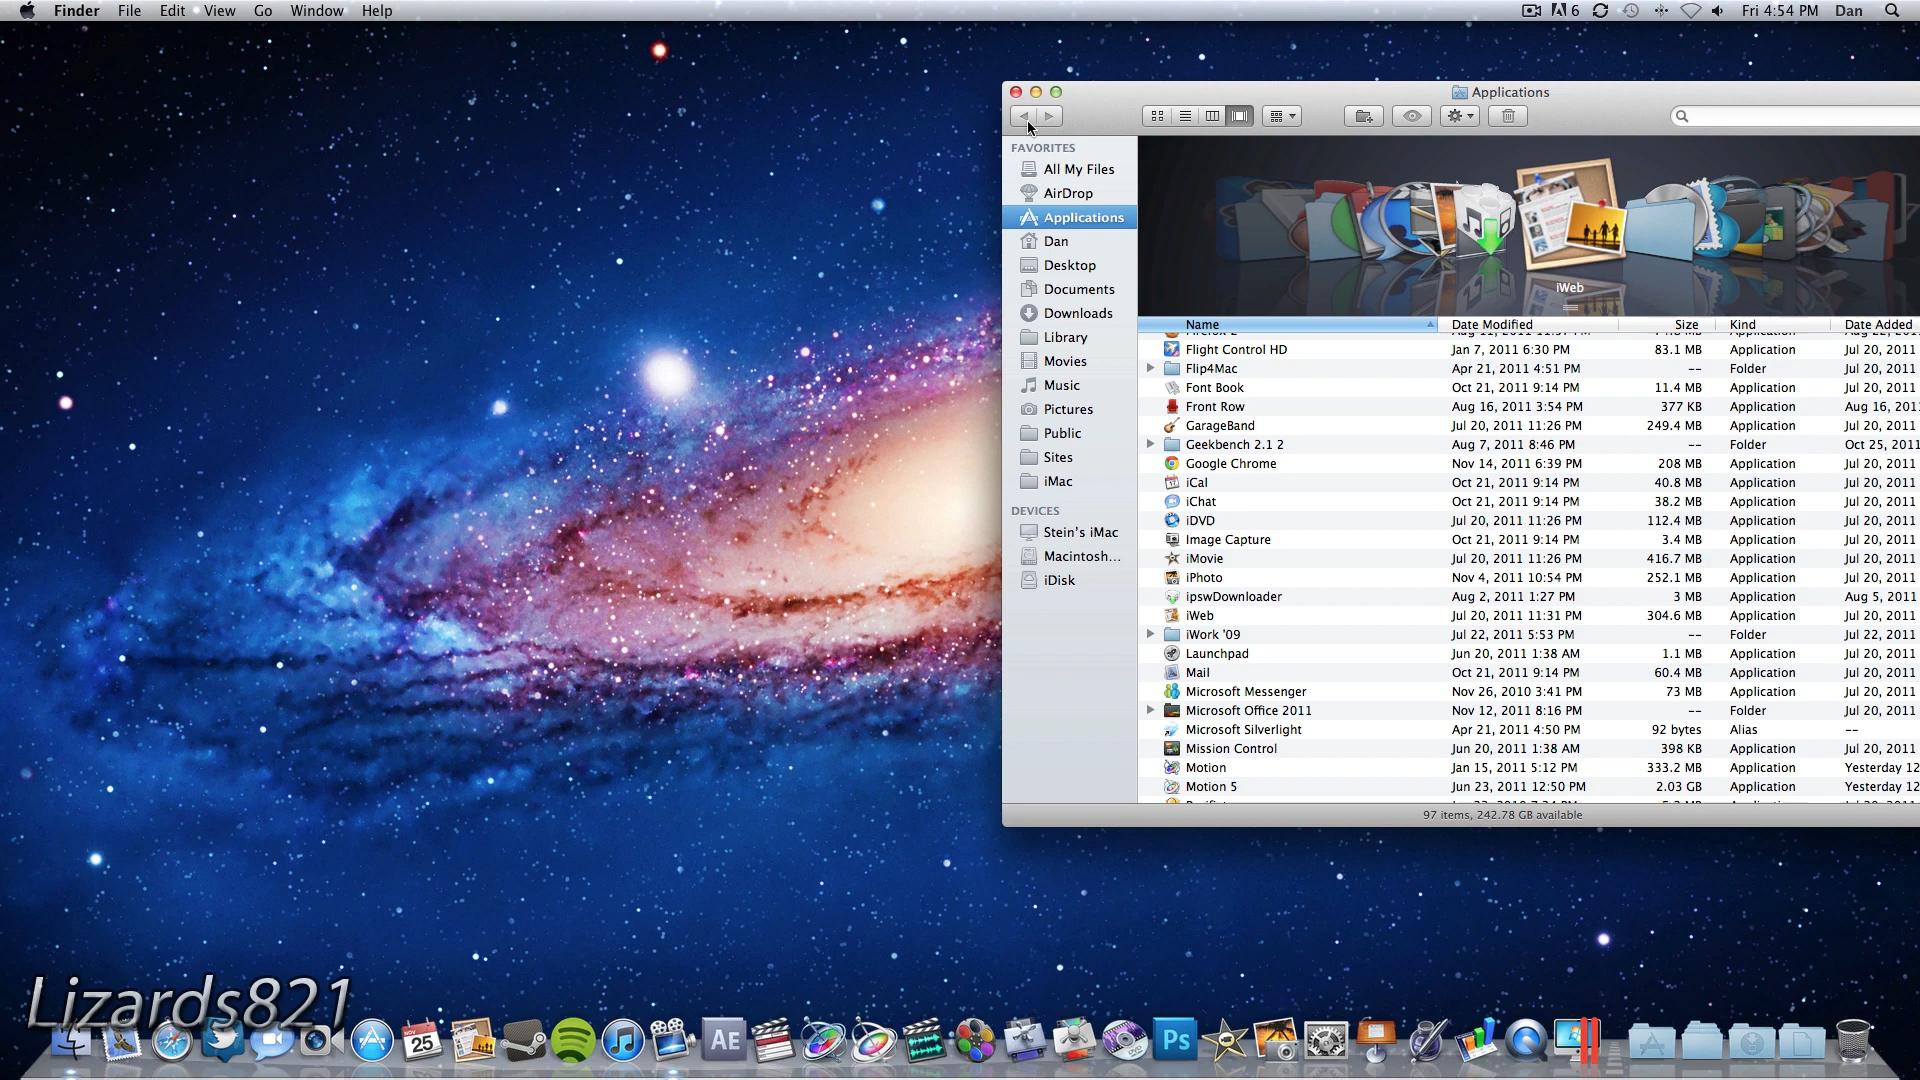 Finder File Edit View Go Window Help
6 Fri 4:54 PM Dan
Applications
FAVORITES
All My Files
AirDrop
Applications
Dan
Desktop
Documents
Downloads
Library
Movies
Music
Pictures
Public
Sites
iMac
DEVICES
Stein's iMac
Macintosh...
iDisk
iWeb
Name Date Modified Size Kind Date Added
Flight Control HD Jan 7, 2011 6:30 PM 83.1 MB Application Jul 20, 2011
Flip4Mac Apr 21, 2011 4:51 PM -- Folder Jul 20, 2011
Font Book Oct 21, 2011 9:14 PM 11.4 MB Application Jul 20, 2011
Front Row Aug 16, 2011 3:54 PM 377 KB Application Aug 16, 2011
GarageBand Jul 20, 2011 11:26 PM 249.4 MB Application Jul 20, 2011
Geekbench 2.1 2 Aug 7, 2011 8:46 PM -- Folder Oct 25, 2011
Google Chrome Nov 14, 2011 6:39 PM 208 MB Application Jul 20, 2011
iCal Oct 21, 2011 9:14 PM 40.8 MB Application Jul 20, 2011
iChat Oct 21, 2011 9:14 PM 38.2 MB Application Jul 20, 2011
iDVD Jul 20, 2011 11:26 PM 112.4 MB Application Jul 20, 2011
Image Capture Oct 21, 2011 9:14 PM 3.4 MB Application Jul 20, 2011
iMovie Jul 20, 2011 11:26 PM 416.7 MB Application Jul 20, 2011
iPhoto Nov 4, 2011 10:54 PM 252.1 MB Application Jul 20, 2011
ipswDownloader Aug 2, 2011 1:27 PM 3 MB Application Aug 5, 2011
iWeb Jul 20, 2011 11:31 PM 304.6 MB Application Jul 20, 2011
iWork '09 Jul 22, 2011 5:53 PM -- Folder Jul 22, 2011
Launchpad Jun 20, 2011 1:38 AM 1.1 MB Application Jul 20, 2011
Mail Oct 21, 2011 9:14 PM 60.4 MB Application Jul 20, 2011
Microsoft Messenger Nov 26, 2010 3:41 PM 73 MB Application Jul 20, 2011
Microsoft Office 2011 Nov 12, 2011 8:16 PM -- Folder Jul 20, 2011
Microsoft Silverlight Apr 21, 2011 4:50 PM 92 bytes Alias --
Mission Control Jun 20, 2011 1:38 AM 398 KB Application Jul 20, 2011
Motion Jan 15, 2011 5:12 PM 333.2 MB Application Yesterday 12
Motion 5 Jun 23, 2011 12:50 PM 2.03 GB Application Yesterday 12
97 items, 242.78 GB available
Lizards821
NOV
25
AE
DVD
Ps